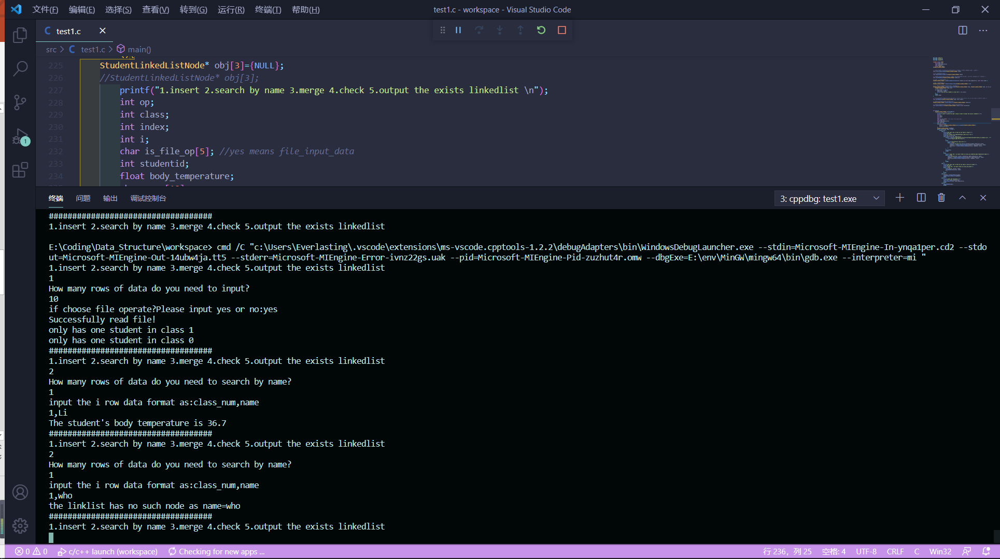 文件(F) 编辑(E) 选择(S) 查看(V) 转到(G) 运行(R) 终端(T) 帮助(H) test1.c - workspace - Visual Studio Code
C test1.c
src > C test1.c > main()
225 StudentLinkedListNode* obj[3]={NULL};
226 //StudentLinkedListNode* obj[3];
227 printf("1.insert 2.search by name 3.merge 4.check 5.output the exists linkedlist \n");
228 int op;
229 int class;
230 int index;
231 int i;
232 char is_file_op[5]; //yes means file_input_data
233 int studentid;
234 float body_temperature;
终端 问题 输出 调试控制台 3: cppdbg: test1.exe
###################################
1.insert 2.search by name 3.merge 4.check 5.output the exists linkedlist
E:\Coding\Data_Structure\workspace> cmd /C "c:\Users\Everlasting\.vscode\extensions\ms-vscode.cpptools-1.2.2\debugAdapters\bin\WindowsDebugLauncher.exe --stdin=Microsoft-MIEngine-In-ynqa1per.cd2 --stdo
ut=Microsoft-MIEngine-Out-14ubw4ja.tt5 --stderr=Microsoft-MIEngine-Error-ivnz22gs.uak --pid=Microsoft-MIEngine-Pid-zuzhut4r.omw --dbgExe=E:\env\MinGW\mingw64\bin\gdb.exe --interpreter=mi "
1.insert 2.search by name 3.merge 4.check 5.output the exists linkedlist
1
How many rows of data do you need to input?
10
if choose file operate?Please input yes or no:yes
Successfully read file!
only has one student in class 1
only has one student in class 0
###################################
1.insert 2.search by name 3.merge 4.check 5.output the exists linkedlist
2
How many rows of data do you need to search by name?
1
input the i row data format as:class_num,name
1,Li
The student's body temperature is 36.7
###################################
1.insert 2.search by name 3.merge 4.check 5.output the exists linkedlist
2
How many rows of data do you need to search by name?
1
input the i row data format as:class_num,name
1,who
the linklist has no such node as name=who
###################################
1.insert 2.search by name 3.merge 4.check 5.output the exists linkedlist
1
0 0 c/c++ launch (workspace) Checking for new apps ... 行 236，列 25 空格: 4 UTF-8 CRLF C Win32